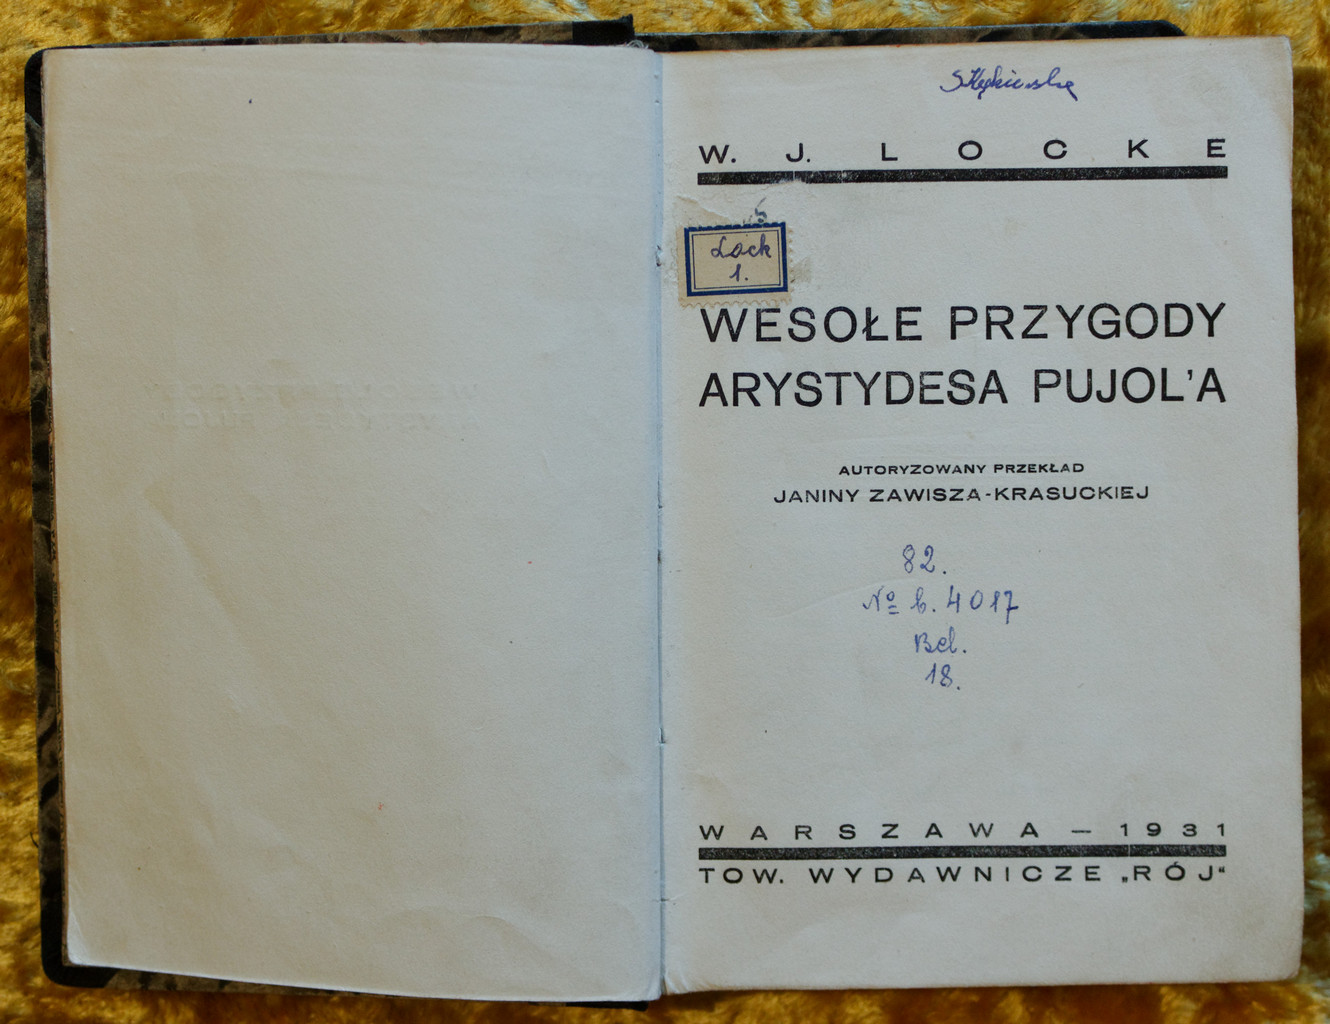 W. J. LOCKE
5
Lock
1.
WESOŁE PRZYGODY
ARYSTYDESA PUJOL'A
AUTORYZOWANY PRZEKŁAD
JANINY ZAWISZA-KRASUCKIEJ
82.
№ b. 4017
Bel.
18.
WARSZAWA — 1931
TOW. WYDAWNICZE „RÓJ“